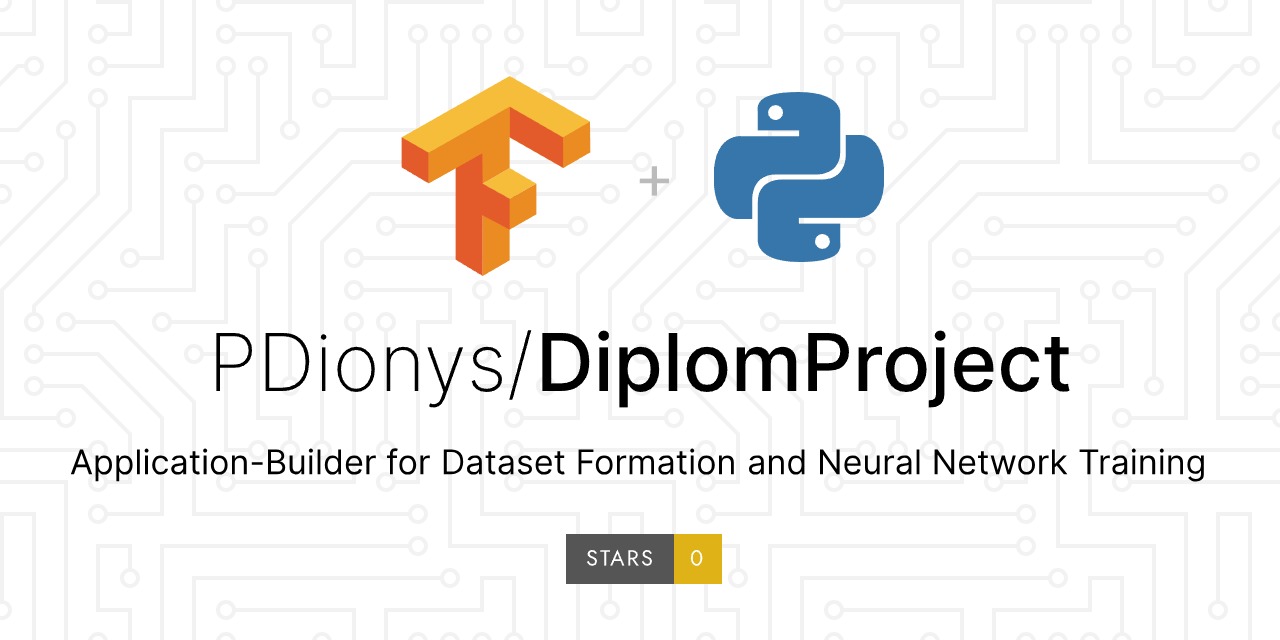 PDionys/DiplomProject
Application-Builder for Dataset Formation and Neural Network Training
STARS 0